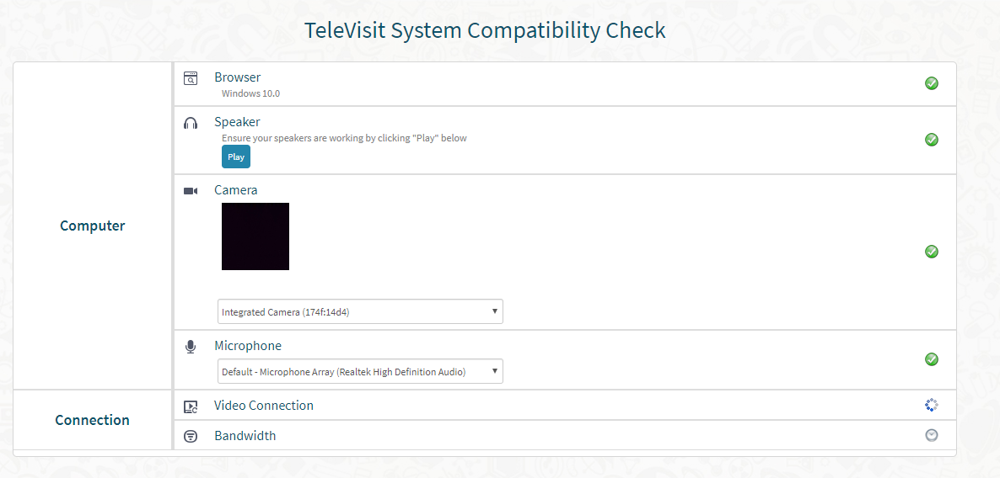 TeleVisit System Compatibility Check
Browser
Windows 10.0
Speaker
Ensure your speakers are working by clicking "Play" below
Play
Camera
Computer
Integrated Camera (174f:14d4)
Microphone
Default - Microphone Array (Realtek High Definition Audio)
Video Connection
Connection
Bandwidth